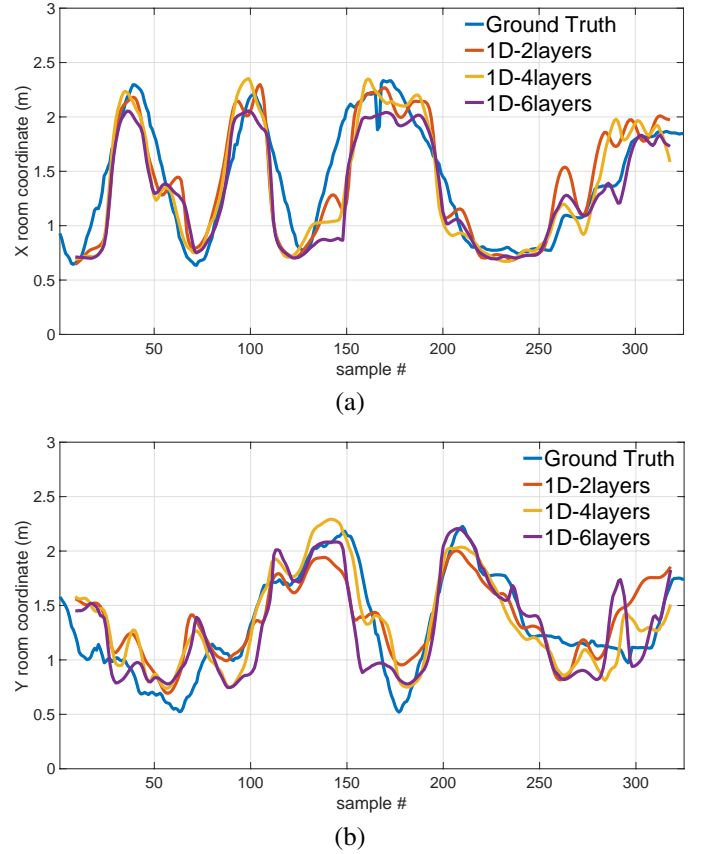 3
2.5
2
1.5
1
0.5
0
X room coordinate (m)
Ground Truth
1D-2layers
1D-4layers
1D-6layers
50 100 150 200 250 300
sample #
(a)
3
2.5
2
1.5
1
0.5
0
Y room coordinate (m)
Ground Truth
1D-2layers
1D-4layers
1D-6layers
50 100 150 200 250 300
sample #
(b)